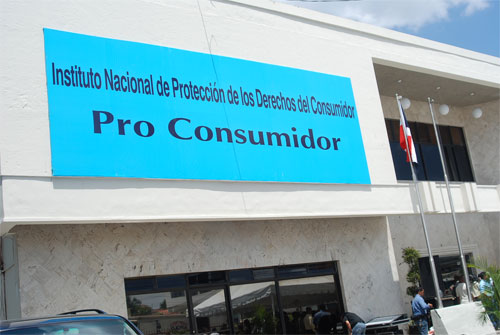 Instituto Nacional de Protección de los Derechos del Consumidor
Pro Consumidor